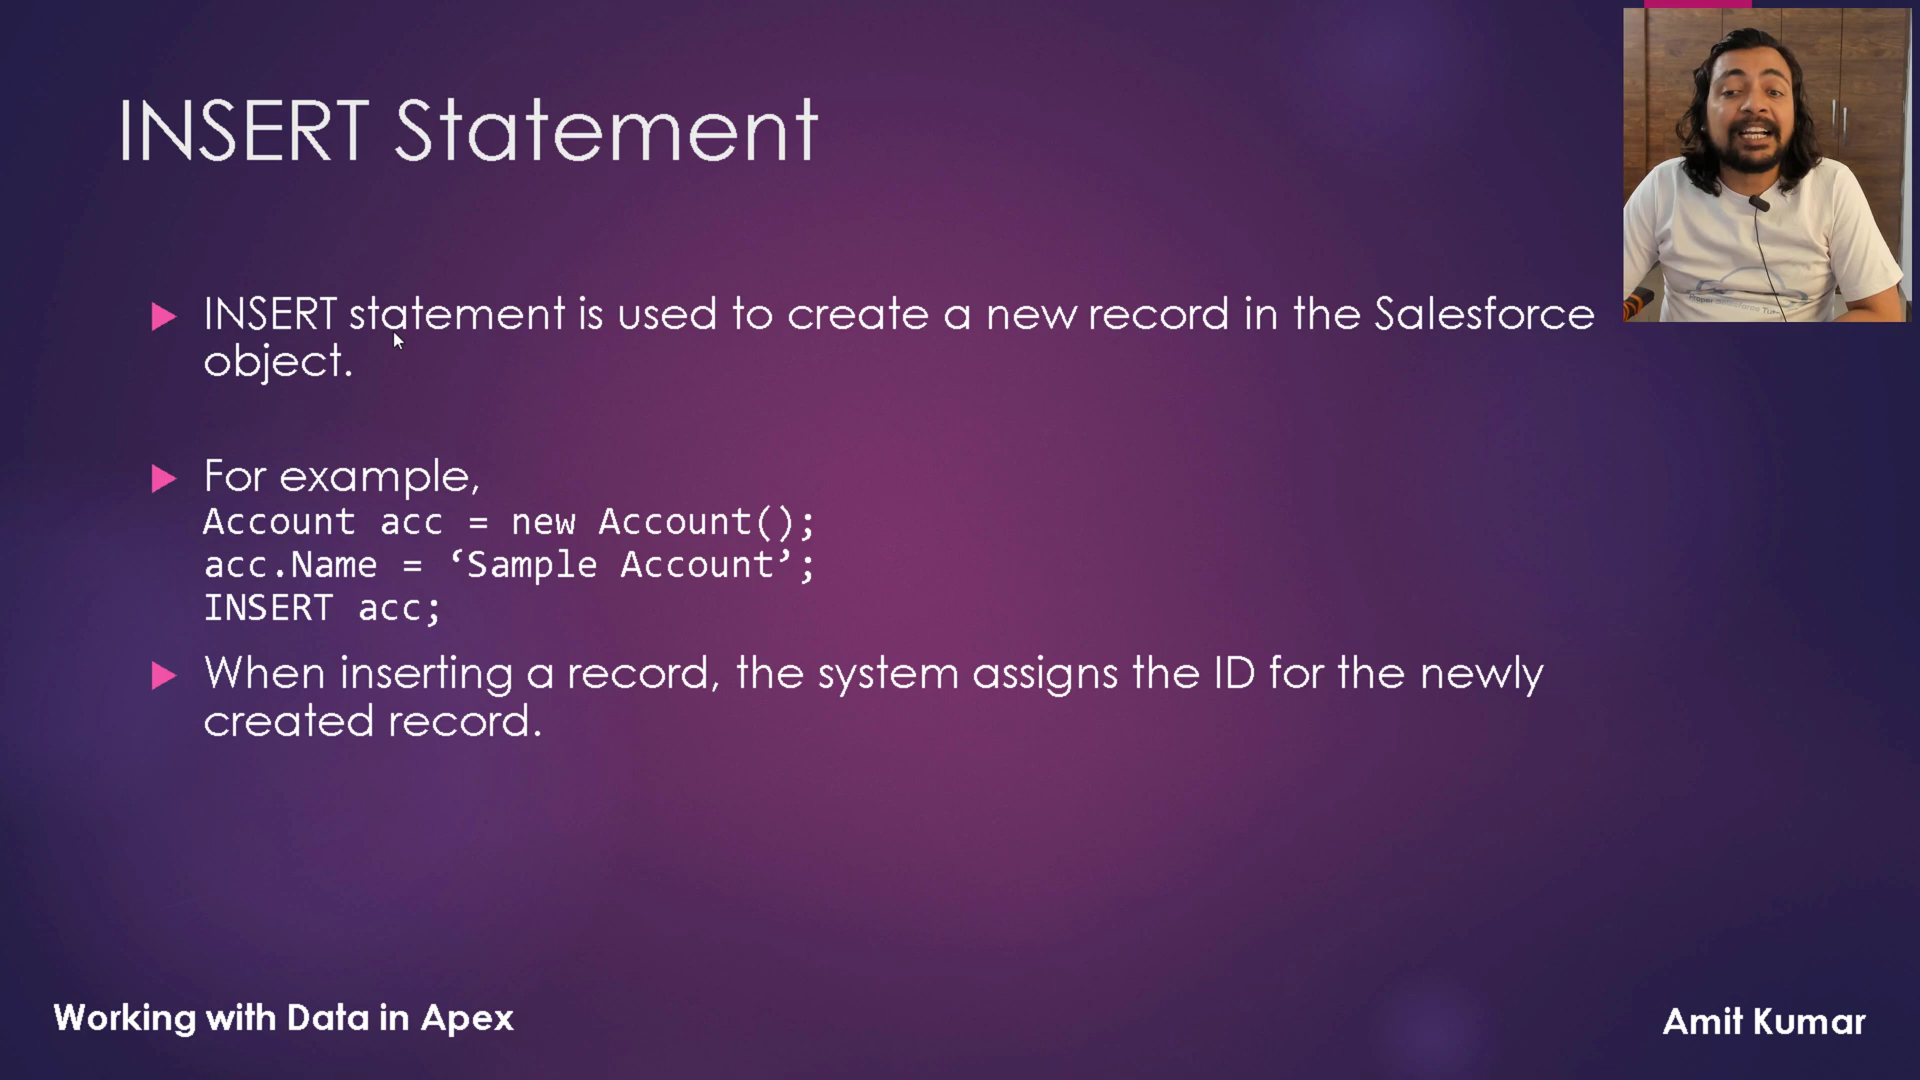 INSERT Statement
INSERT statement is used to create a new record in the Salesforce
object.
For example,
Account acc = new Account();
acc.Name = ‘Sample Account’;
INSERT acc;
When inserting a record, the system assigns the ID for the newly
created record.
Working with Data in Apex
Amit Kumar